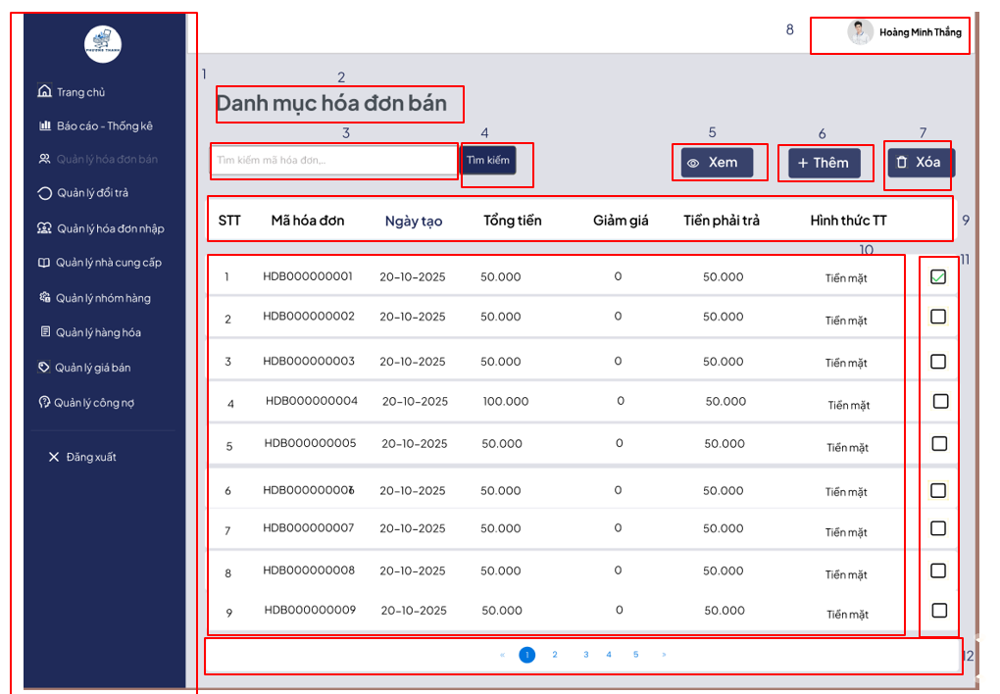 PHƯƠNG THANH
Trang chủ
Báo cáo - Thống kê
Quản lý hóa đơn bán
Quản lý đổi trả
Quản lý hóa đơn nhập
Quản lý nhà cung cấp
Quản lý nhóm hàng
Quản lý hàng hóa
Quản lý giá bán
Quản lý công nợ
Đăng xuất
8 Hoàng Minh Thắng
1 2
Danh mục hóa đơn bán
3 4 5 6 7
Tìm kiếm mã hóa đơn... Tìm kiếm Xem + Thêm Xóa
STT Mã hóa đơn Ngày tạo Tổng tiền Giảm giá Tiền phải trả Hình thức TT 9
10 11
1 HDB000000001 20-10-2025 50.000 0 50.000 Tiền mặt
2 HDB000000002 20-10-2025 50.000 0 50.000 Tiền mặt
3 HDB000000003 20-10-2025 50.000 0 50.000 Tiền mặt
4 HDB000000004 20-10-2025 100.000 0 50.000 Tiền mặt
5 HDB000000005 20-10-2025 50.000 0 50.000 Tiền mặt
6 HDB000000006 20-10-2025 50.000 0 50.000 Tiền mặt
7 HDB000000007 20-10-2025 50.000 0 50.000 Tiền mặt
8 HDB000000008 20-10-2025 50.000 0 50.000 Tiền mặt
9 HDB000000009 20-10-2025 50.000 0 50.000 Tiền mặt
« 1 2 3 4 5 > 12